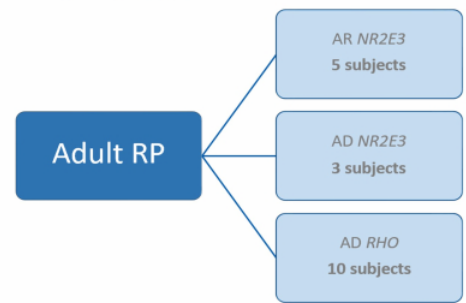 Adult RP
AR NR2E3
5 subjects
AD NR2E3
3 subjects
AD RHO
10 subjects